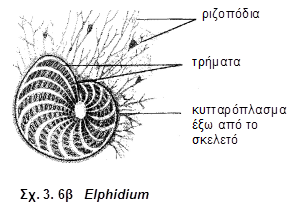 ριζοπόδια
τρήματα
κυτταρόπλασμα
έξω από το
σκελετό
Σχ. 3. 6β Elphidium